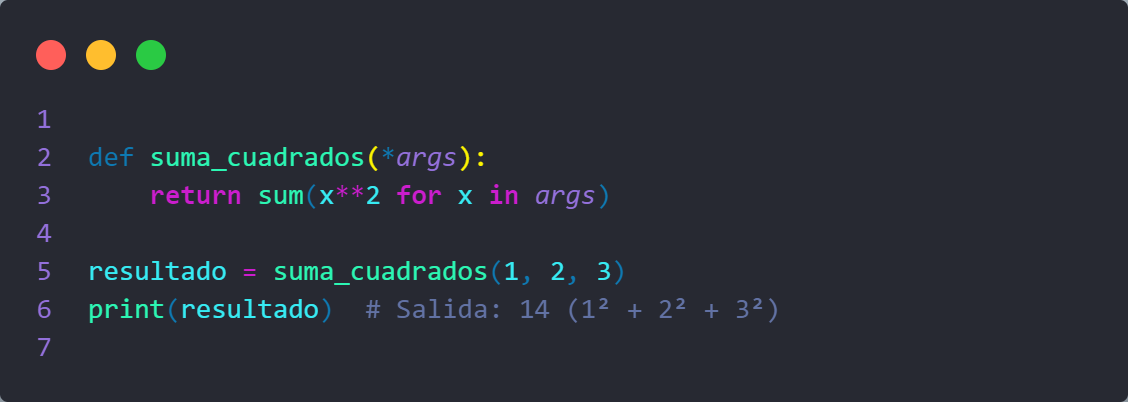 1
2 def suma_cuadrados(*args):
3     return sum(x**2 for x in args)
4
5 resultado = suma_cuadrados(1, 2, 3)
6 print(resultado)  # Salida: 14 (1² + 2² + 3²)
7